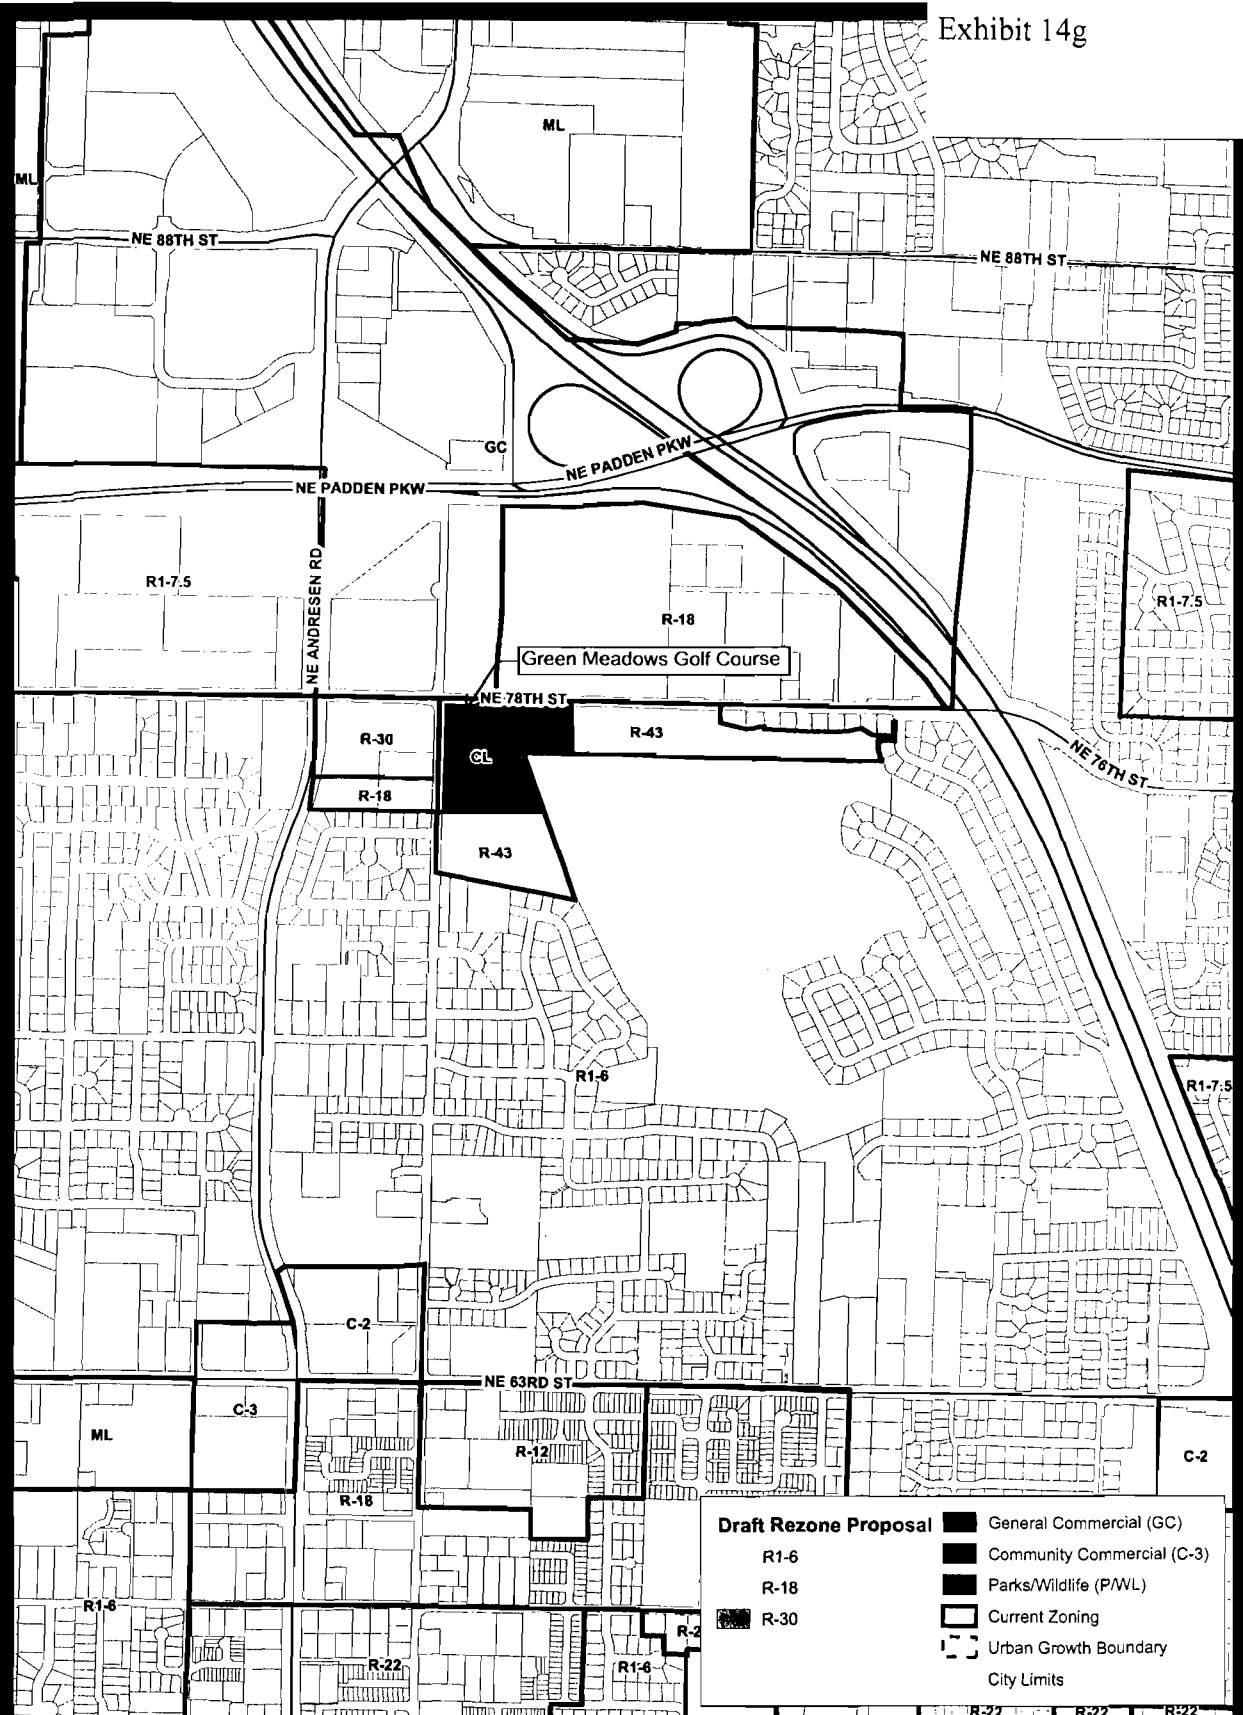 Exhibit 14g
ML
ML
NE 88TH ST
NE 88TH ST
GC
NE PADDEN PKW
NE PADDEN PKW
NE ANDRESEN RD
R1-7.5
R1-7.5
R-18
Green Meadows Golf Course
NE 78TH ST
R-30
R-43
CL
NE 76TH ST
R-18
R-43
R1-6
R1-7.5
C-2
NE 63RD ST
C-3
ML
R-12
C-2
R-18
Draft Rezone Proposal
R1-6
R-18
R-30
General Commercial (GC)
Community Commercial (C-3)
Parks/Wildlife (P/WL)
Current Zoning
Urban Growth Boundary
City Limits
R1-6
R-2
R-22
R1-6
R-22
R-22
R-22